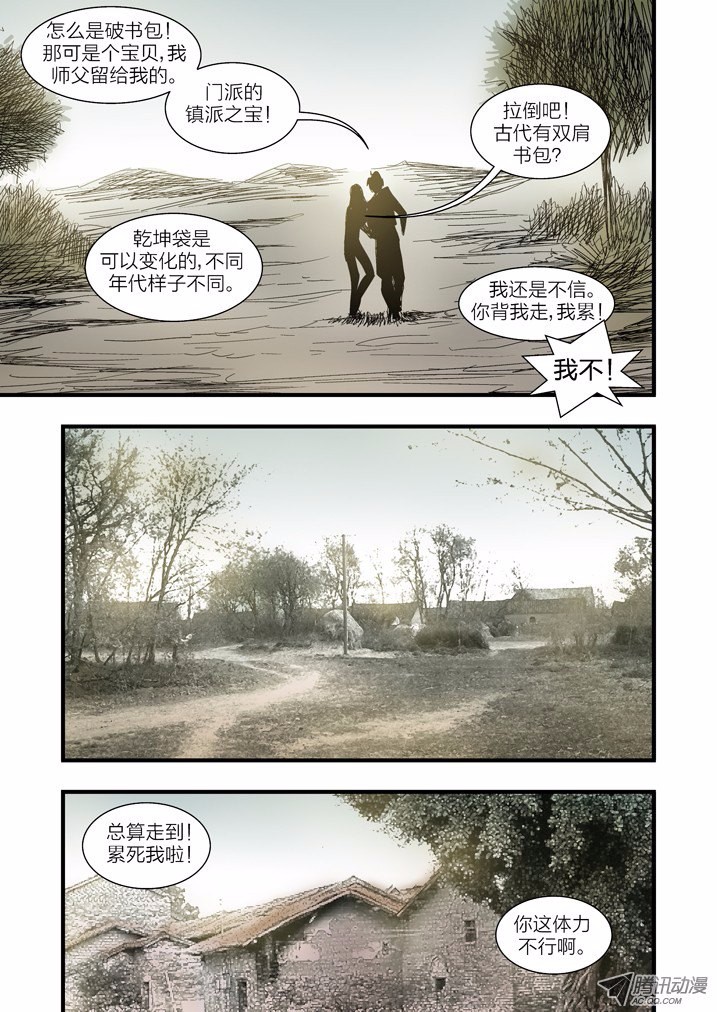 怎么是破书包！
那可是个宝贝，我
师父留给我的。
门派的
镇派之宝！
拉倒吧！
古代有双肩
书包？
乾坤袋是
可以变化的，不同
年代样子不同。
我还是不信。
你背我走，我累！
我不！
总算走到！
累死我啦！
你这体力
不行啊。
腾讯动漫
AC.QQ.COM